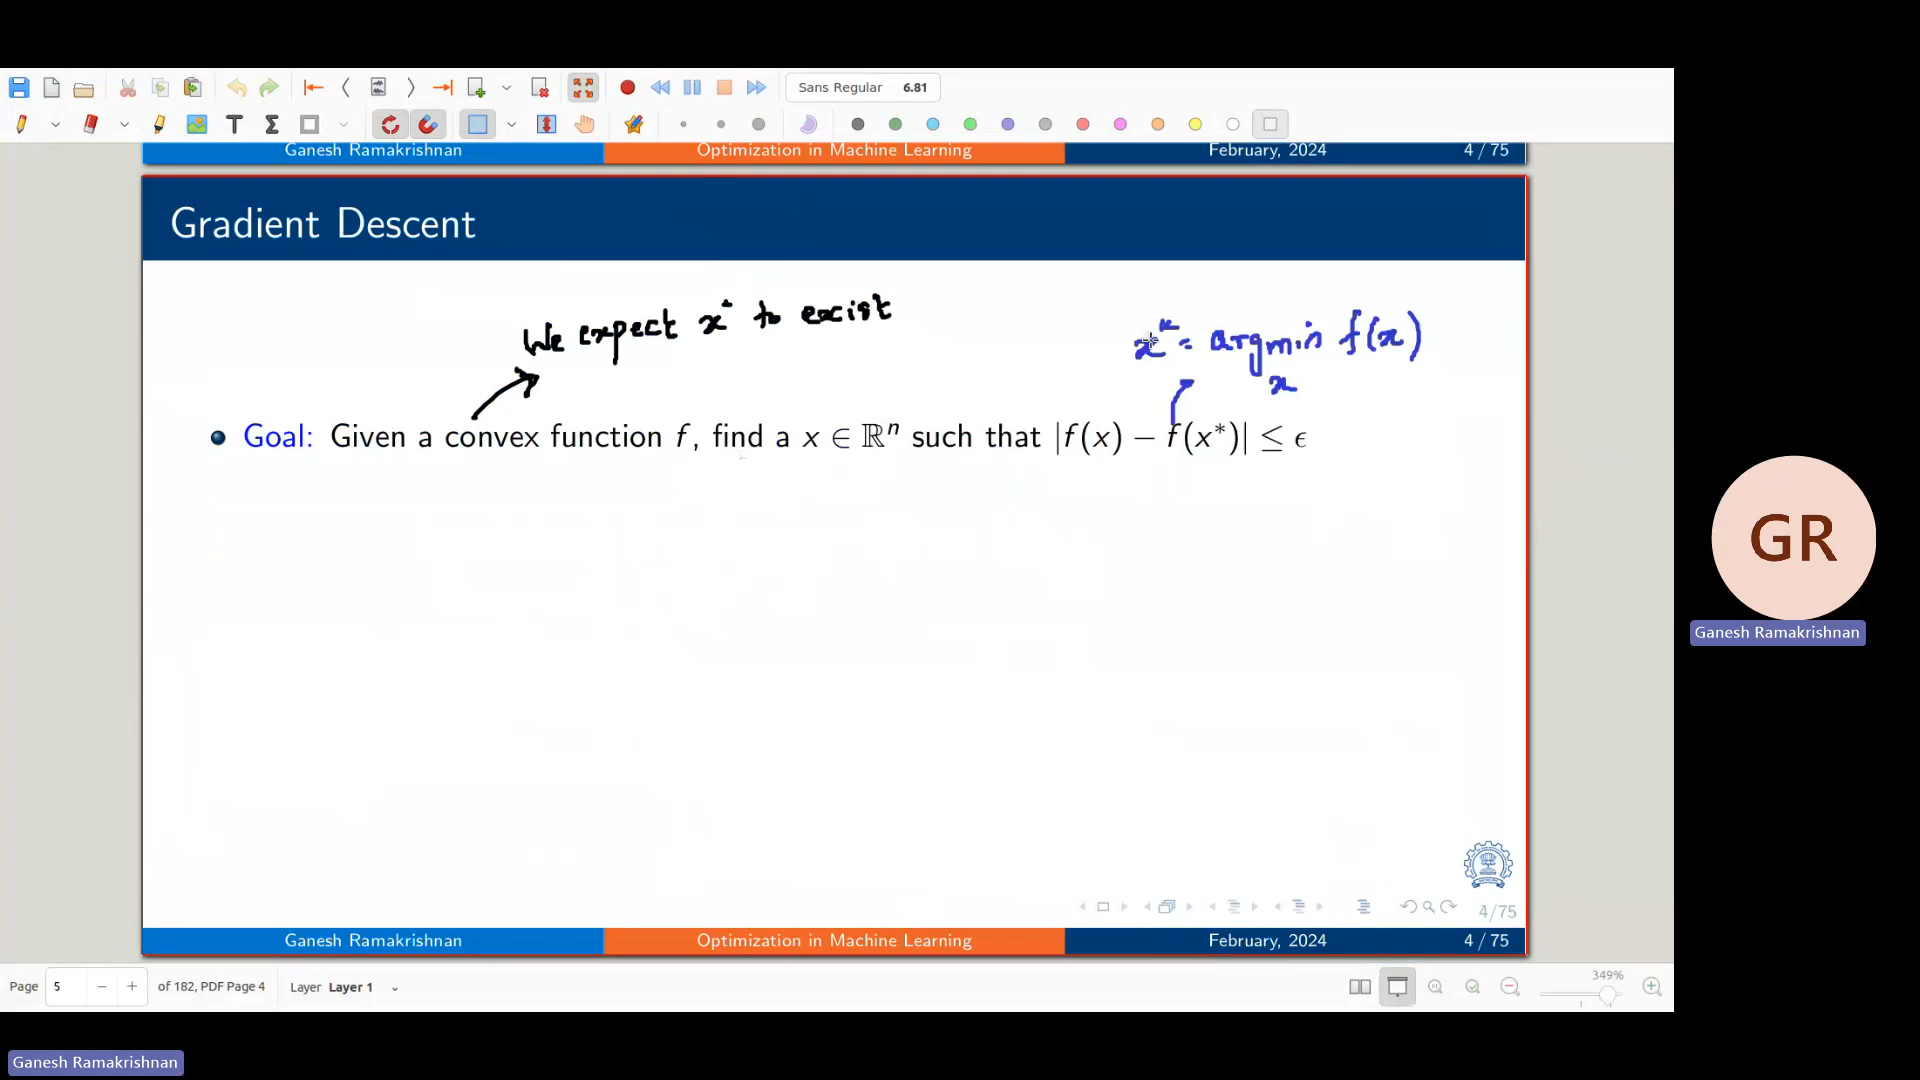 Sans Regular 6.81
Ganesh Ramakrishnan Optimization in Machine Learning February, 2024 4 / 75
Gradient Descent
We expect x* to excist
x* = argmin f(x)
x
Goal: Given a convex function f, find a x ∈ ℝⁿ such that |f(x) − f(x*)| ≤ ϵ
GR
Ganesh Ramakrishnan
4/75
Ganesh Ramakrishnan Optimization in Machine Learning February, 2024 4 / 75
Page 5 of 182, PDF Page 4 Layer Layer 1 349%
Ganesh Ramakrishnan